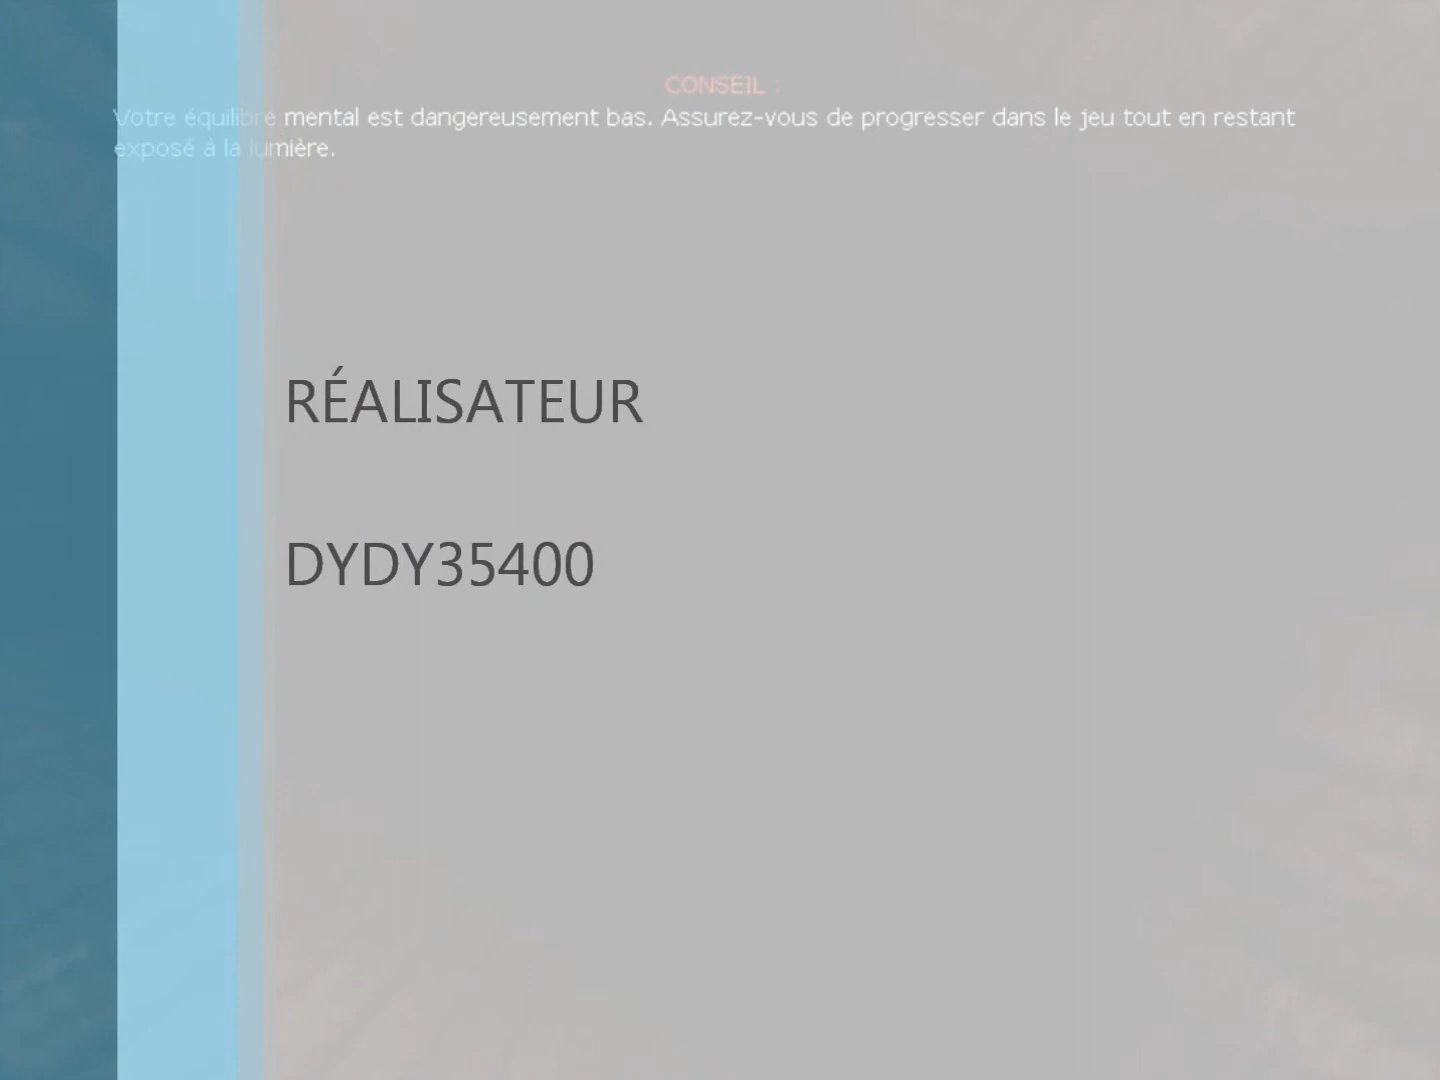 CONSEIL :
Votre équilibre mental est dangereusement bas. Assurez-vous de progresser dans le jeu tout en restant
exposé à la lumière.
RÉALISATEUR
DYDY35400